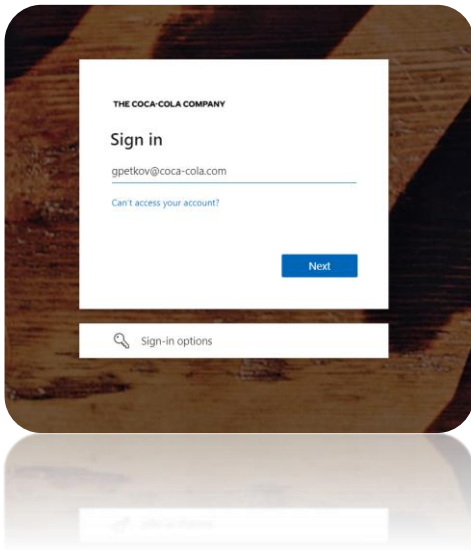 THE COCA-COLA COMPANY
Sign in
gpetkov@coca-cola.com
Can't access your account?
Next
Sign-in options